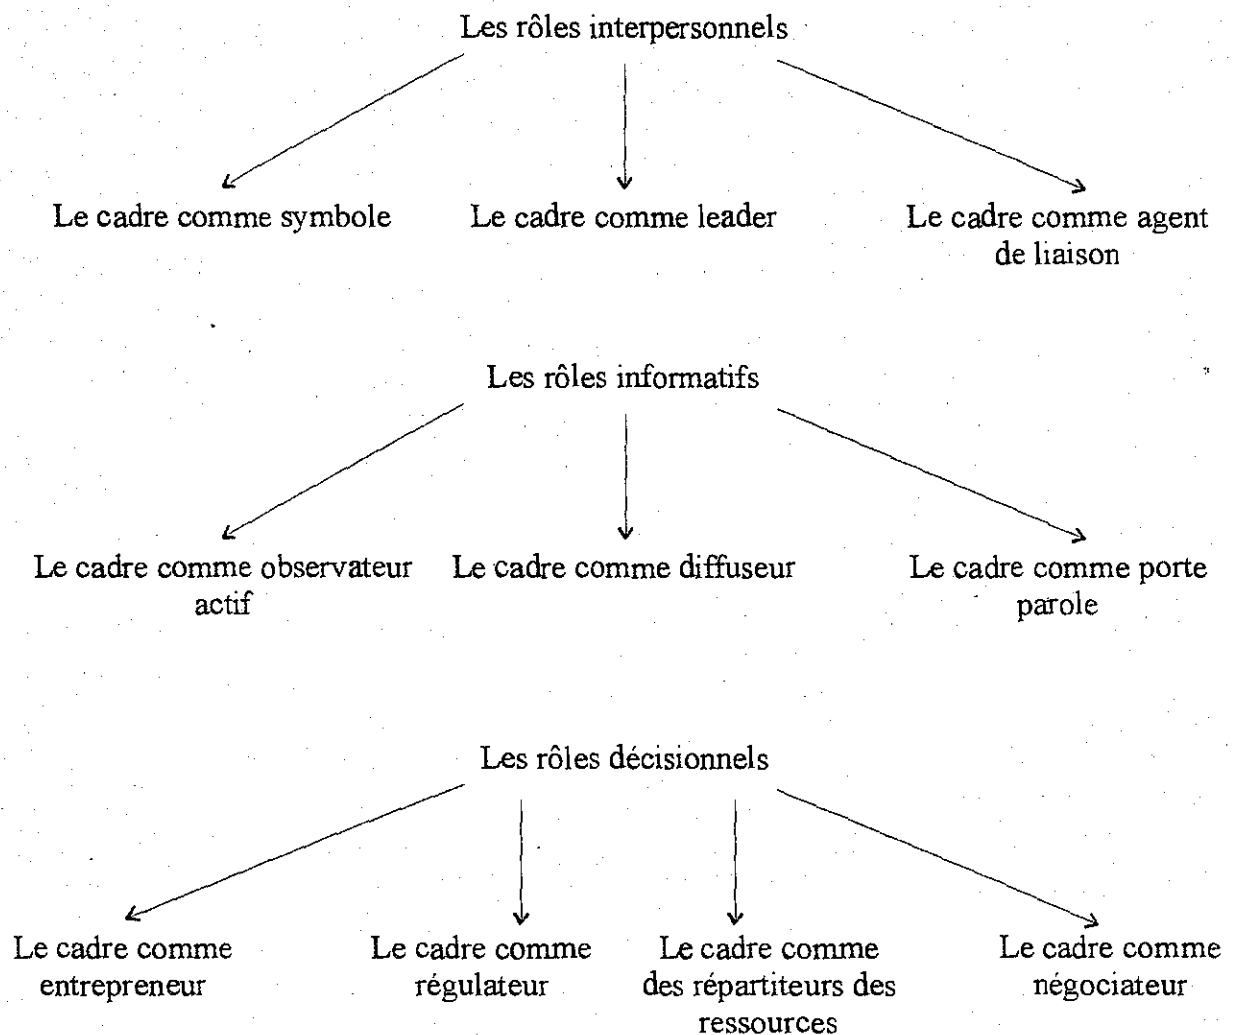 Les rôles interpersonnels
Le cadre comme symbole
Le cadre comme leader
Le cadre comme agent
de liaison
Les rôles informatifs
Le cadre comme observateur
actif
Le cadre comme diffuseur
Le cadre comme porte
parole
Les rôles décisionnels
Le cadre comme
entrepreneur
Le cadre comme
régulateur
Le cadre comme
des répartiteurs des
ressources
Le cadre comme
négociateur